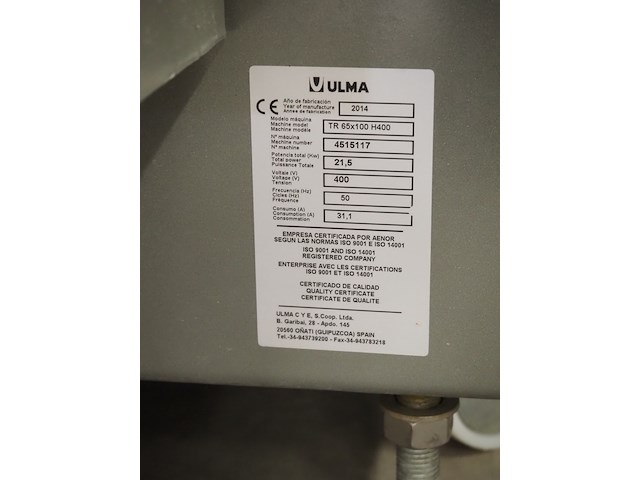 ULMA
CE
Año de fabricación
Year of manufacture
Annee de fabrication
2014
Modelo máquina
Machine model
Machine modéle
TR 65x100 H400
Nº máquina
Machine number
Nº machine
4515117
Potencia total (Kw)
Total power
Puissance Totale
21,5
Voltaje (V)
Voltage (V)
Tension
400
Frecuencia (Hz)
Cicles (Hz)
Fréquence
50
Consumo (A)
Consumption (A)
Consommation
31,1
EMPRESA CERTIFICADA POR AENOR
SEGUN LAS NORMAS ISO 9001 E ISO 14001
ISO 9001 AND ISO 14001
REGISTERED COMPANY
ENTERPRISE AVEC LES CERTIFICATIONS
ISO 9001 ET ISO 14001
CERTIFICADO DE CALIDAD
QUALITY CERTIFICATE
CERTIFICATE DE QUALITE
ULMA C Y E, S.Coop. Ltda.
B. Garibai, 28 - Apdo. 145
20560 OÑATI (GUIPUZCOA) SPAIN
Tel.-34-943739200 - Fax-34-943783218